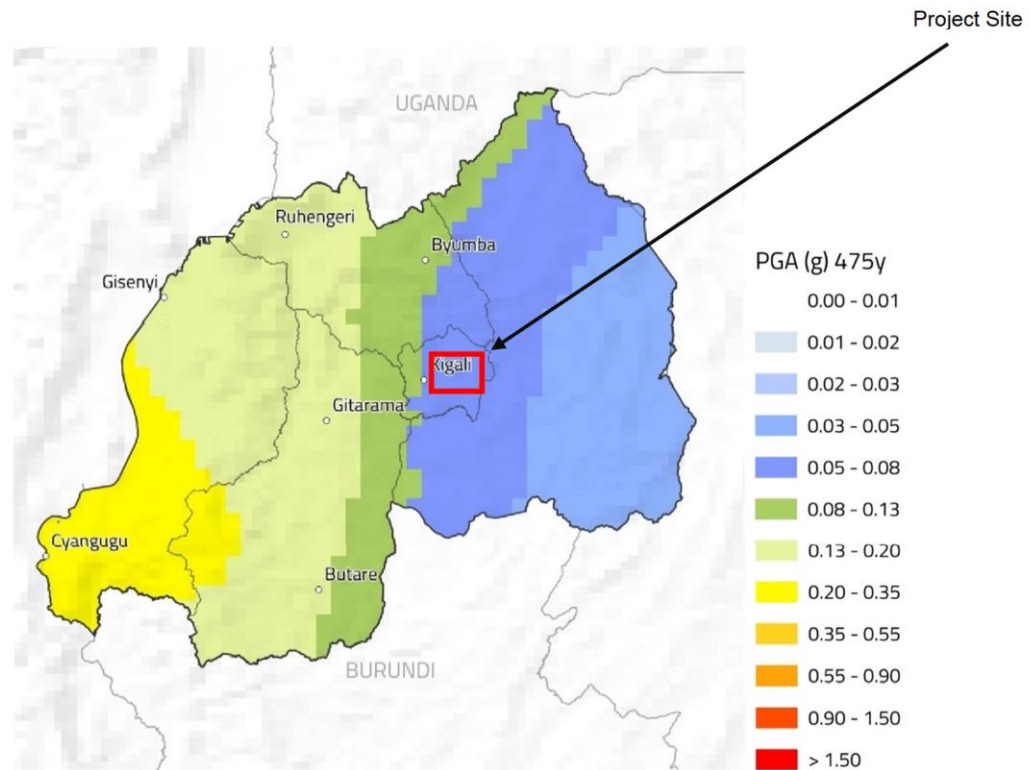 Project Site
UGANDA
Ruhengeri
Byumba
Gisenyi
Kigali
Gitarama
Cyangugu
Butare
BURUNDI
PGA (g) 475y
0.00 - 0.01
0.01 - 0.02
0.02 - 0.03
0.03 - 0.05
0.05 - 0.08
0.08 - 0.13
0.13 - 0.20
0.20 - 0.35
0.35 - 0.55
0.55 - 0.90
0.90 - 1.50
> 1.50